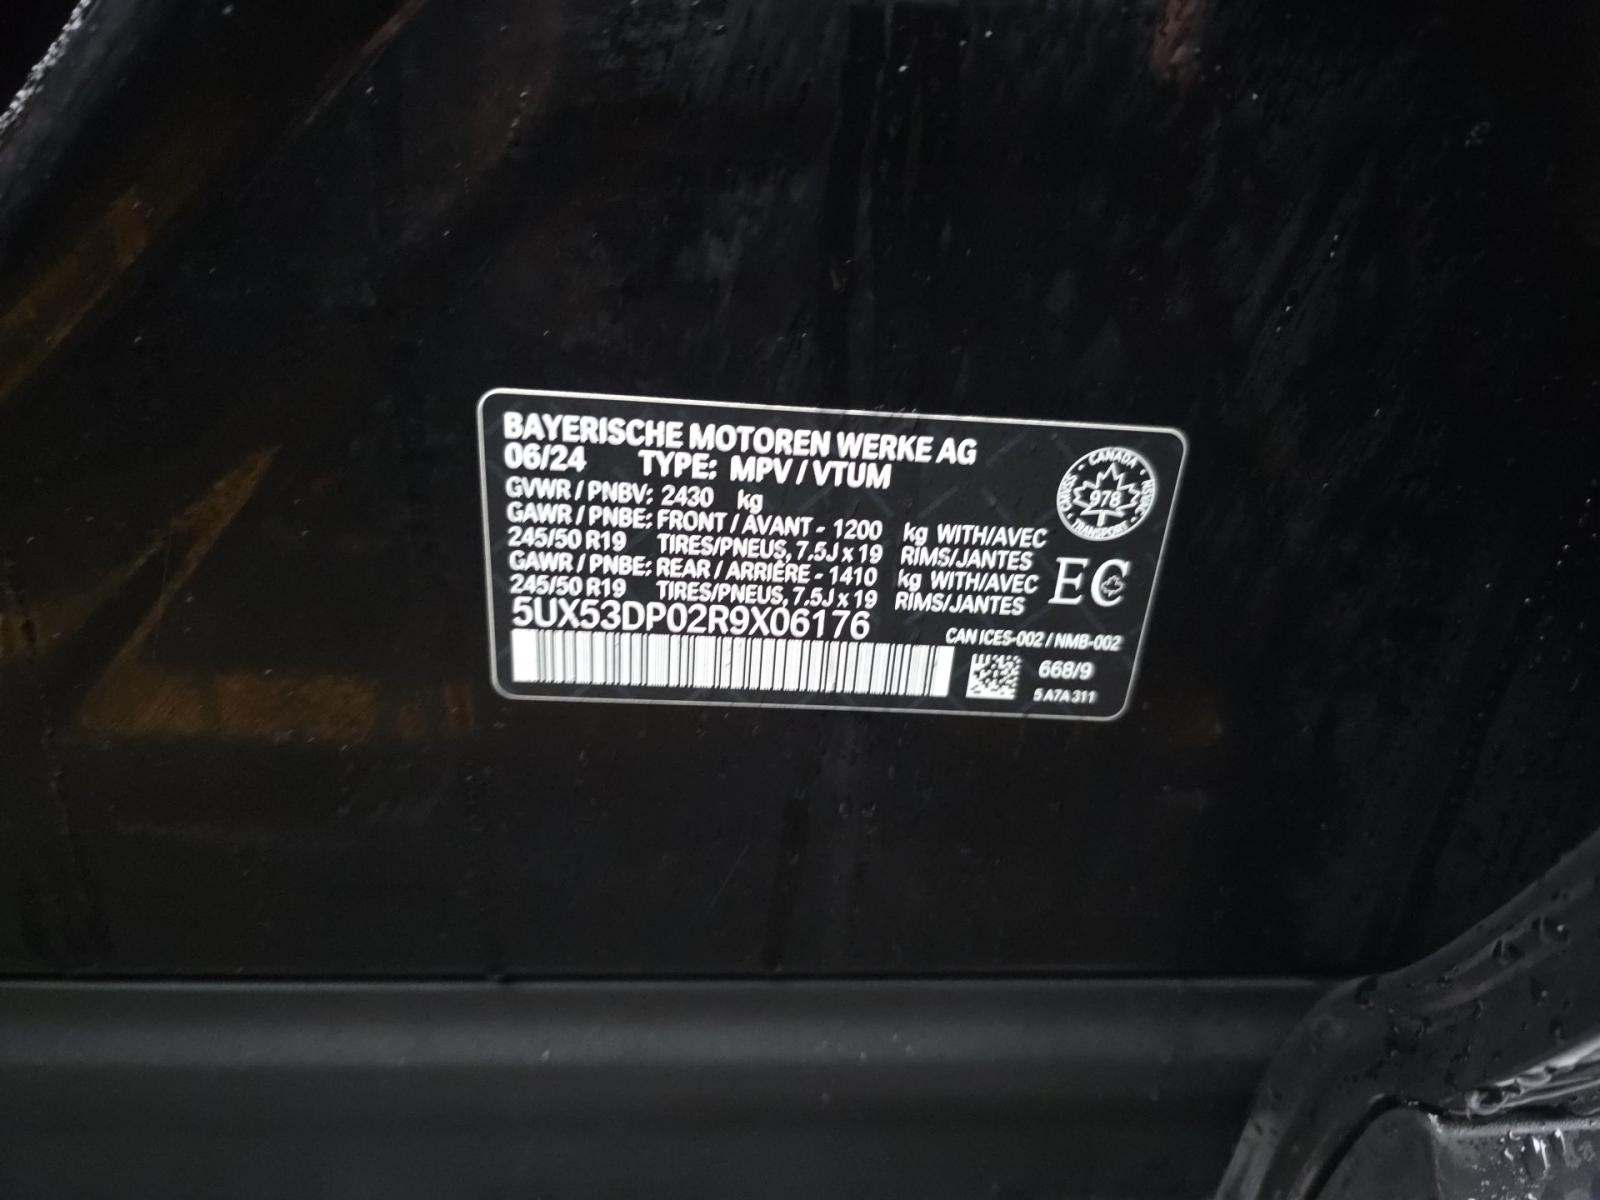 BAYERISCHE MOTOREN WERKE AG
06/24 TYPE: MPV / VTUM
GVWR / PNBV: 2430 kg
GAWR / PNBE: FRONT / AVANT - 1200 kg WITH/AVEC
245/50 R19 TIRES/PNEUS, 7.5J x 19 RIMS/JANTES
GAWR / PNBE: REAR / ARRIÈRE - 1410 kg WITH/AVEC
245/50 R19 TIRES/PNEUS, 7.5J x 19 RIMS/JANTES
5UX53DP02R9X06176
CANADA
978
TRANSPORT
EC
CAN ICES-002 / NMB-002
668/9
5 A7A 311